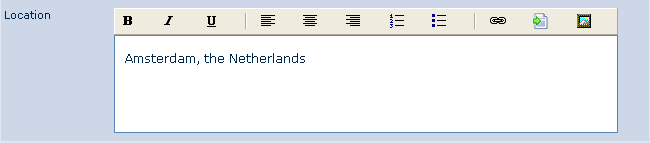 Location
B I U
Amsterdam, the Netherlands